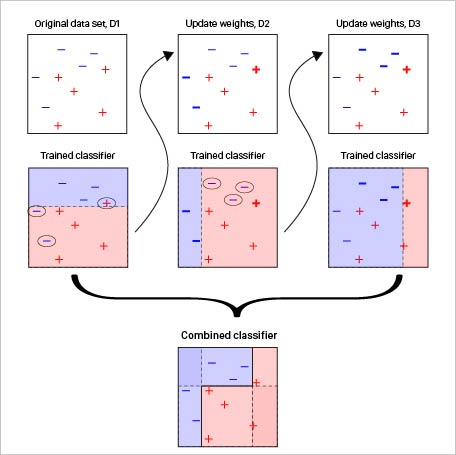 Original data set, D1
Update weights, D2
Update weights, D3
Trained classifier
Trained classifier
Trained classifier
Combined classifier